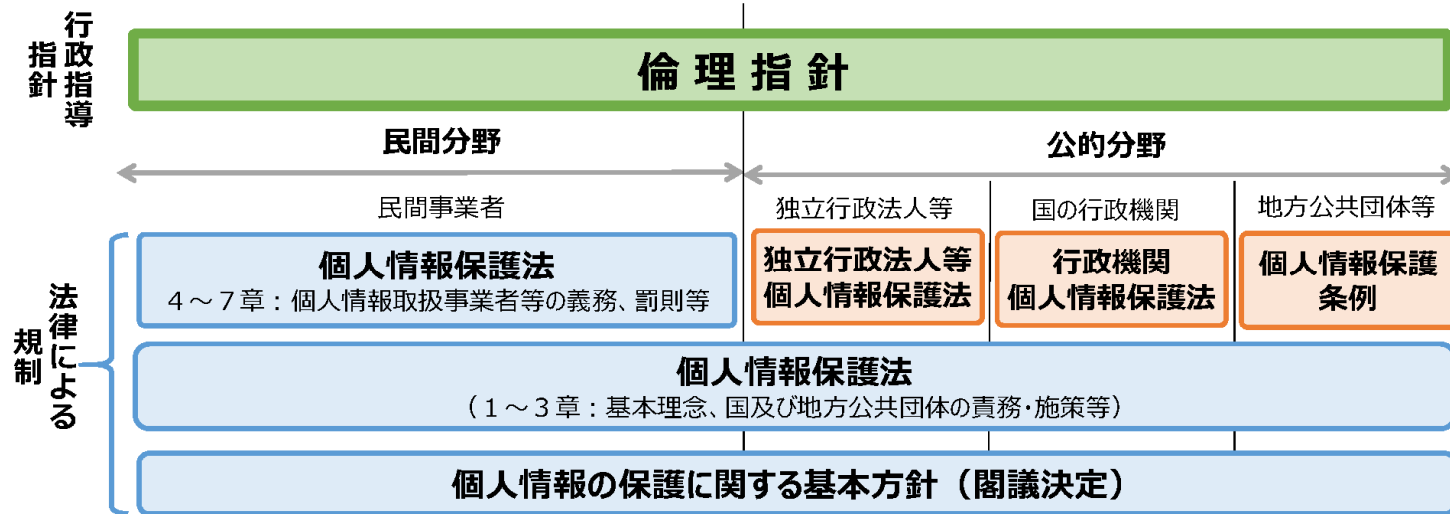 行政指導
指針
倫理指針
民間分野
公的分野
民間事業者
独立行政法人等
国の行政機関
地方公共団体等
法律による
規制
個人情報保護法
4～7章：個人情報取扱事業者等の義務、罰則等
独立行政法人等
個人情報保護法
行政機関
個人情報保護法
個人情報保護
条例
個人情報保護法
（1～3章：基本理念、国及び地方公共団体の責務・施策等）
個人情報の保護に関する基本方針（閣議決定）